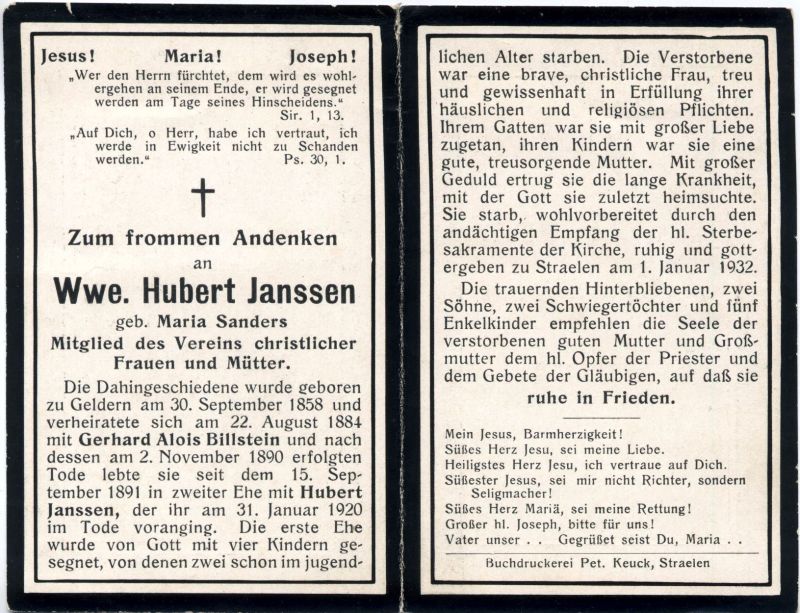 Jesus! Maria! Joseph!
„Wer den Herrn fürchtet, dem wird es wohl-
ergehen an seinem Ende, er wird gesegnet
werden am Tage seines Hinscheidens."
Sir. 1, 13.
„Auf Dich, o Herr, habe ich vertraut, ich
werde in Ewigkeit nicht zu Schanden
werden." Ps. 30, 1.
Zum frommen Andenken
an
Wwe. Hubert Janssen
geb. Maria Sanders
Mitglied des Vereins christlicher
Frauen und Mütter.
Die Dahingeschiedene wurde geboren
zu Geldern am 30. September 1858 und
verheiratete sich am 22. August 1884
mit Gerhard Alois Billstein und nach
dessen am 2. November 1890 erfolgten
Tode lebte sie seit dem 15. Sep-
tember 1891 in zweiter Ehe mit Hubert
Janssen, der ihr am 31. Januar 1920
im Tode voranging. Die erste Ehe
wurde von Gott mit vier Kindern ge-
segnet, von denen zwei schon im jugend-
lichen Alter starben. Die Verstorbene
war eine brave, christliche Frau, treu
und gewissenhaft in Erfüllung ihrer
häuslichen und religiösen Pflichten.
Ihrem Gatten war sie mit großer Liebe
zugetan, ihren Kindern war sie eine
gute, treusorgende Mutter. Mit großer
Geduld ertrug sie die lange Krankheit,
mit der Gott sie zuletzt heimsuchte.
Sie starb, wohlvorbereitet durch den
andächtigen Empfang der hl. Sterbe-
sakramente der Kirche, ruhig und gott-
ergeben zu Straelen am 1. Januar 1932.
Die trauernden Hinterbliebenen, zwei
Söhne, zwei Schwiegertöchter und fünf
Enkelkinder empfehlen die Seele der
verstorbenen guten Mutter und Groß-
mutter dem hl. Opfer der Priester und
dem Gebete der Gläubigen, auf daß sie
ruhe in Frieden.
Mein Jesus, Barmherzigkeit!
Süßes Herz Jesu, sei meine Liebe.
Heiligstes Herz Jesu, ich vertraue auf Dich.
Süßester Jesus, sei mir nicht Richter, sondern
Seligmacher!
Süßes Herz Mariä, sei meine Rettung!
Großer hl. Joseph, bitte für uns!
Vater unser . . Gegrüßet seist Du, Maria . .
Buchdruckerei Pet. Keuck, Straelen